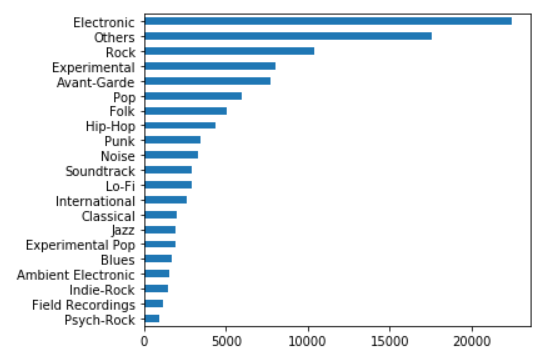 Electronic
Others
Rock
Experimental
Avant-Garde
Pop
Folk
Hip-Hop
Punk
Noise
Soundtrack
Lo-Fi
International
Classical
Jazz
Experimental Pop
Blues
Ambient Electronic
Indie-Rock
Field Recordings
Psych-Rock
0 5000 10000 15000 20000